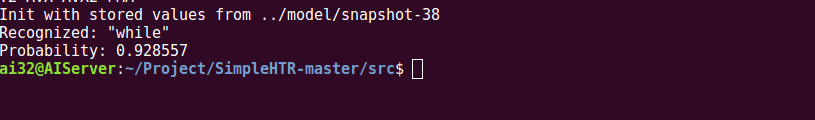 Init with stored values from ../model/snapshot-38
Recognized: "while"
Probability: 0.928557
ai32@AIServer:~/Project/SimpleHTR-master/src$